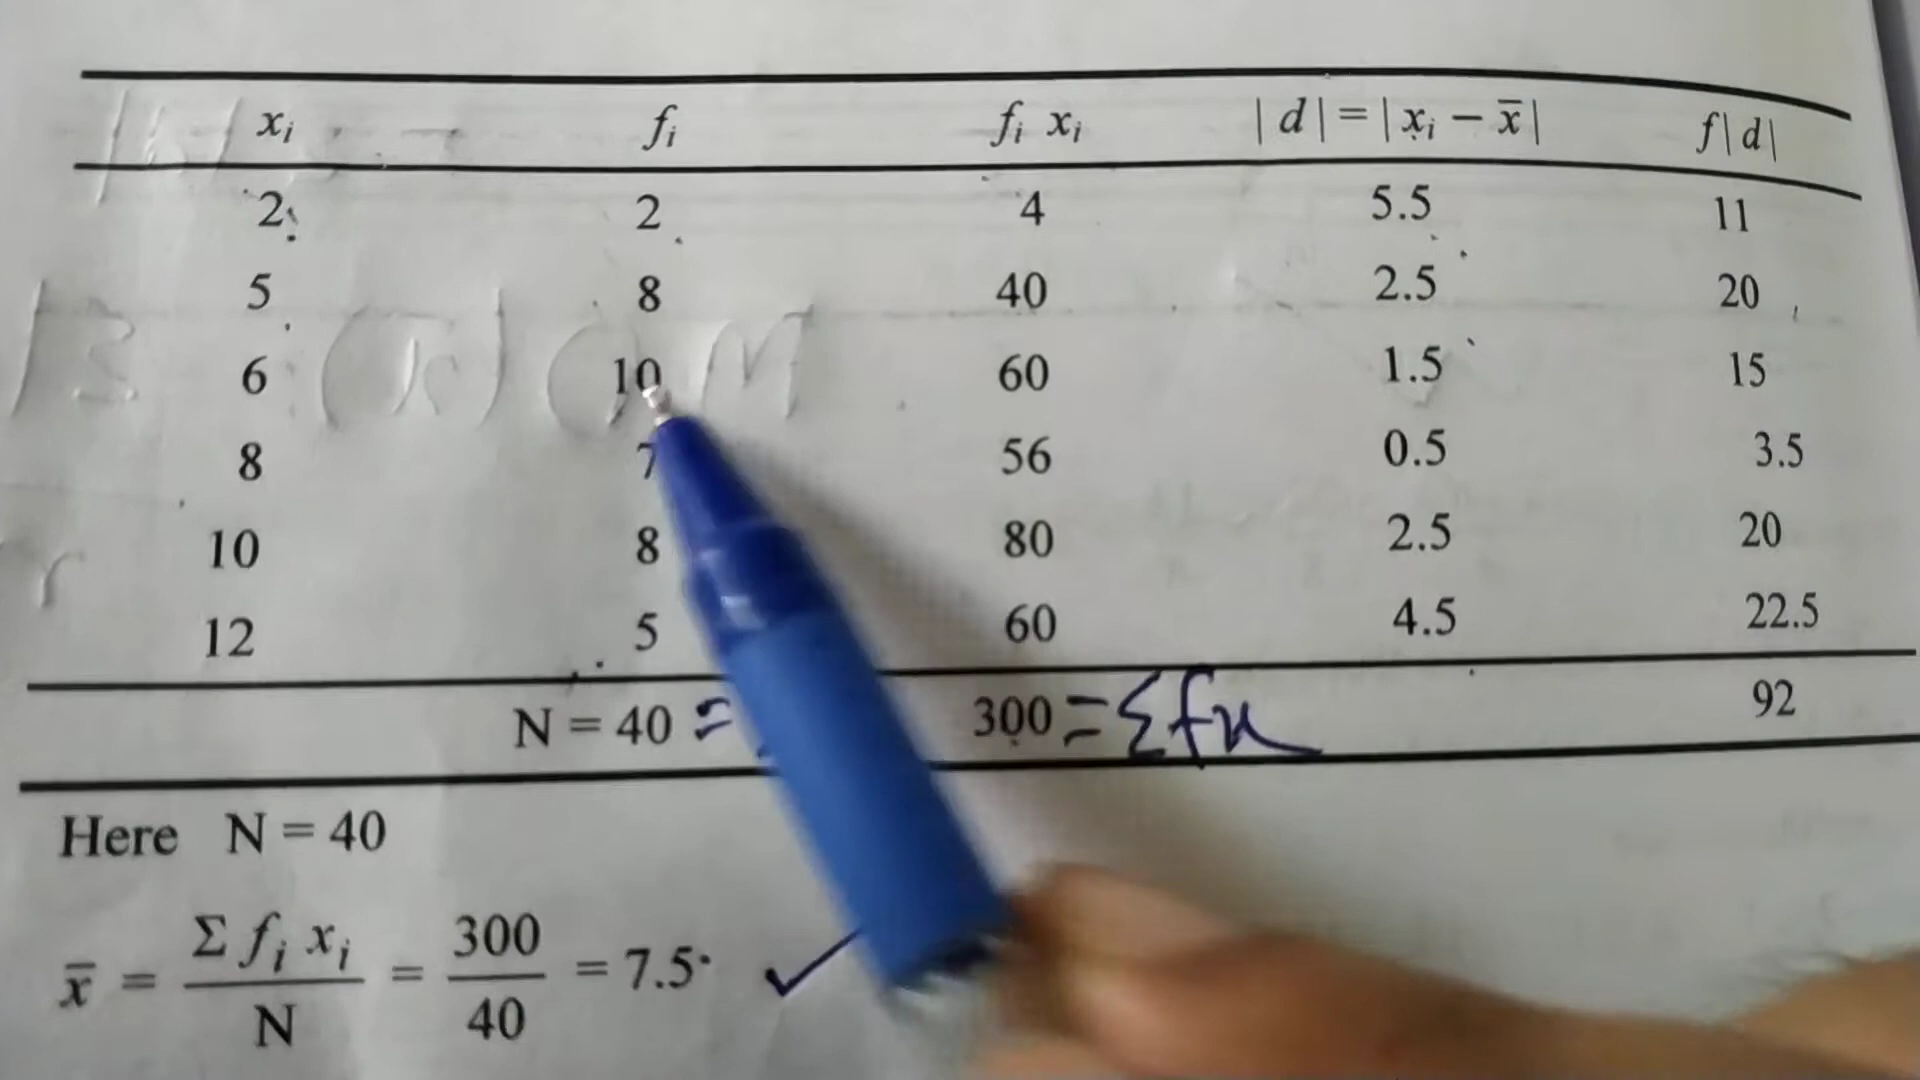 xᵢ fᵢ fᵢ xᵢ | d | = | xᵢ − x̄ | f | d |
2 2 4 5.5 11
5 8 40 2.5 20
6 10 60 1.5 15
8 7 56 0.5 3.5
10 8 80 2.5 20
12 5 60 4.5 22.5
N = 40 = 300 = Σfx 92
Here N = 40
x̄ = Σ fᵢ xᵢ / N = 300 / 40 = 7.5 ✓